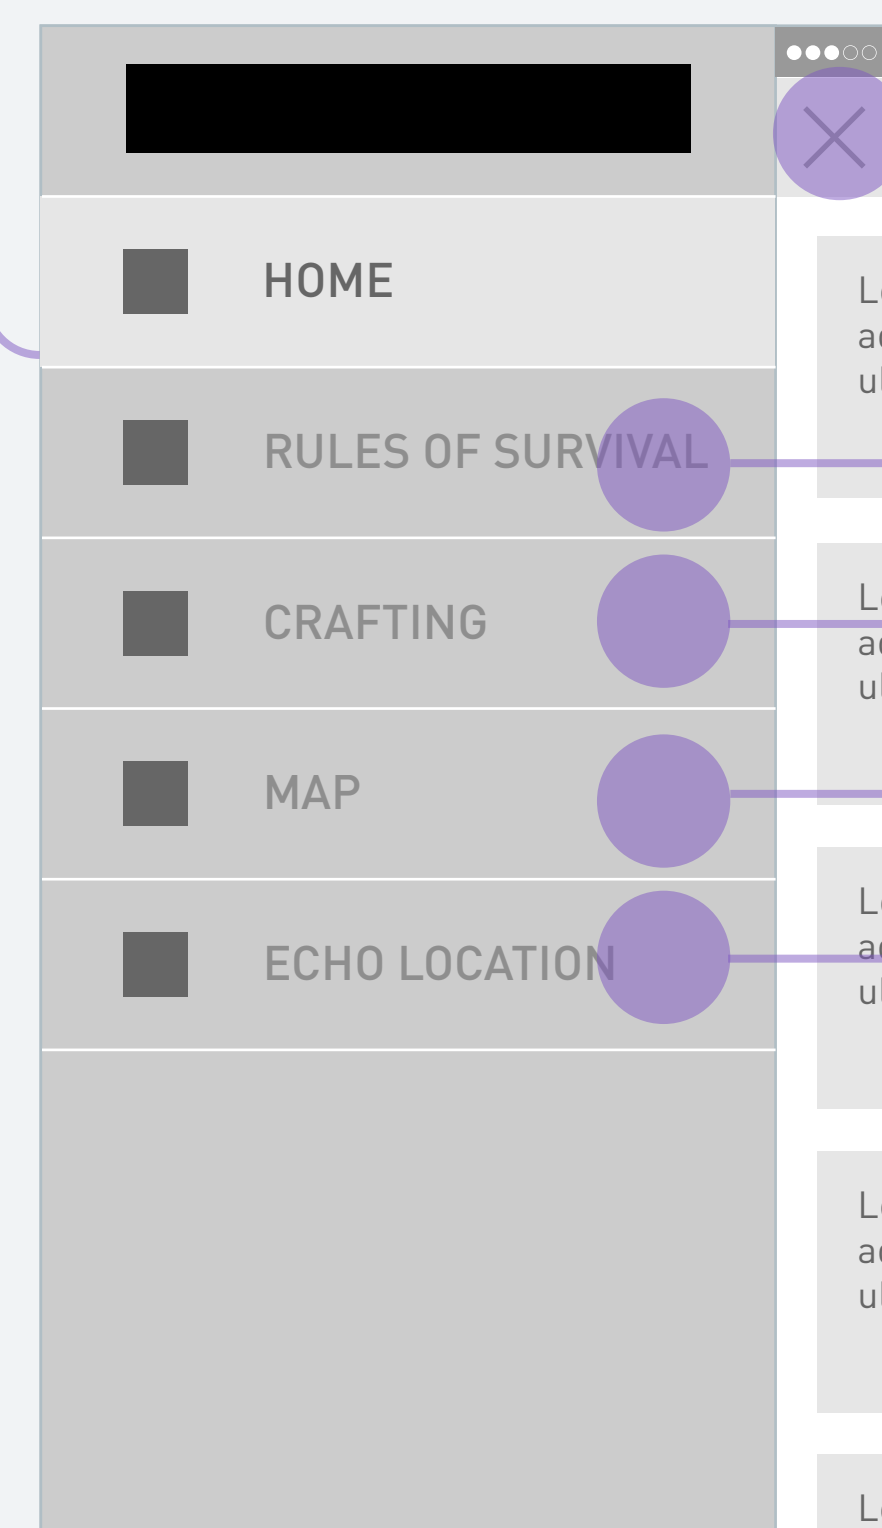 HOME
RULES OF SURVIVAL
CRAFTING
MAP
ECHO LOCATION